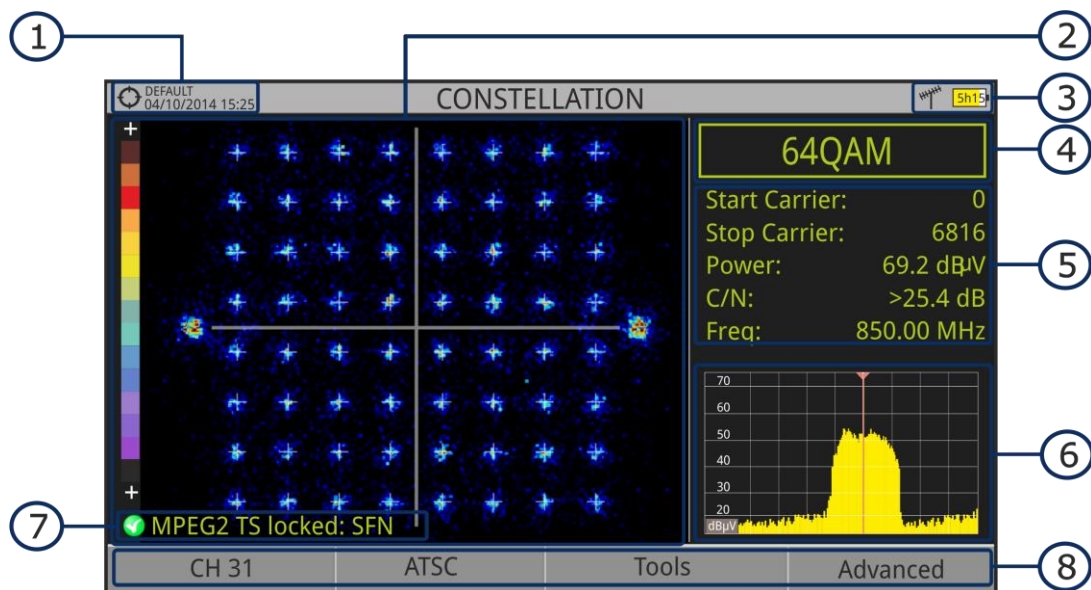 1
2
3
4
5
6
7
8
DEFAULT
04/10/2014 15:25
CONSTELLATION
5h15
+
+
64QAM
Start Carrier: 0
Stop Carrier: 6816
Power: 69.2 dBµV
C/N: >25.4 dB
Freq: 850.00 MHz
70
60
50
40
30
20
dBµV
MPEG2 TS locked: SFN
CH 31
ATSC
Tools
Advanced